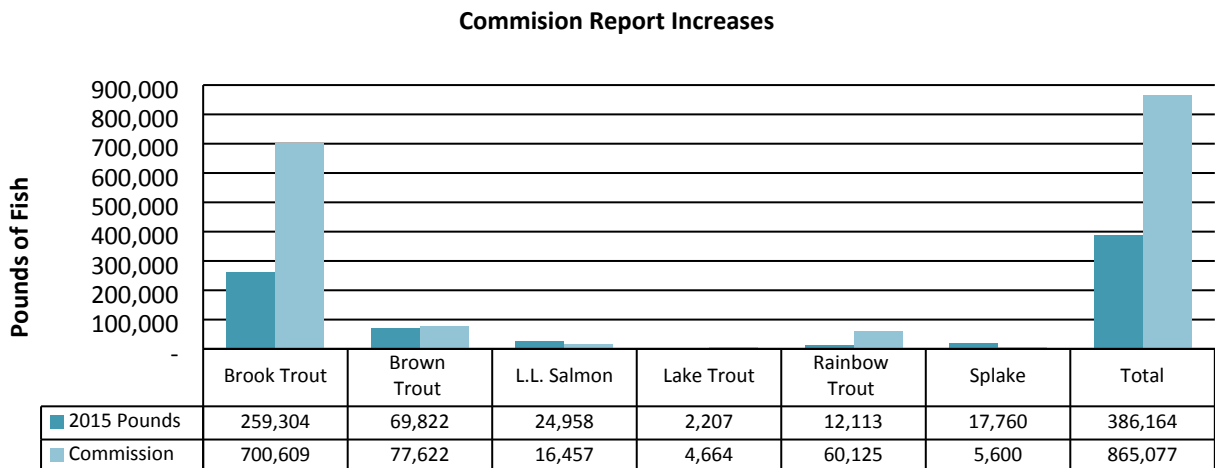 Commision Report Increases
Pounds of Fish
900,000
800,000
700,000
600,000
500,000
400,000
300,000
200,000
100,000
-
Brook Trout Brown Trout L.L. Salmon Lake Trout Rainbow Trout Splake Total
2015 Pounds 259,304 69,822 24,958 2,207 12,113 17,760 386,164
Commission 700,609 77,622 16,457 4,664 60,125 5,600 865,077